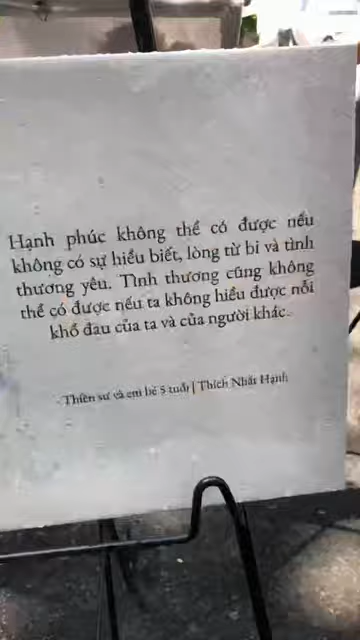 Hạnh phúc không thể có được nếu
không có sự hiểu biết, lòng từ bi và tình
thương yêu. Tình thương cũng không
thể có được nếu ta không hiểu được nỗi
khổ đau của ta và của người khác.
Thiền sư và em bé 5 tuổi | Thích Nhất Hạnh